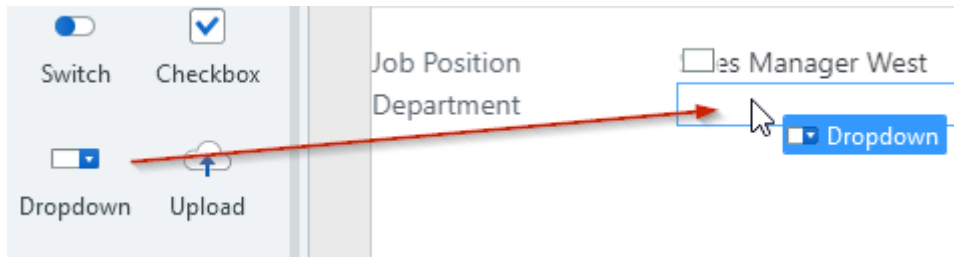 Switch
Checkbox
Job Position
es Manager West
Department
Dropdown
Dropdown
Upload